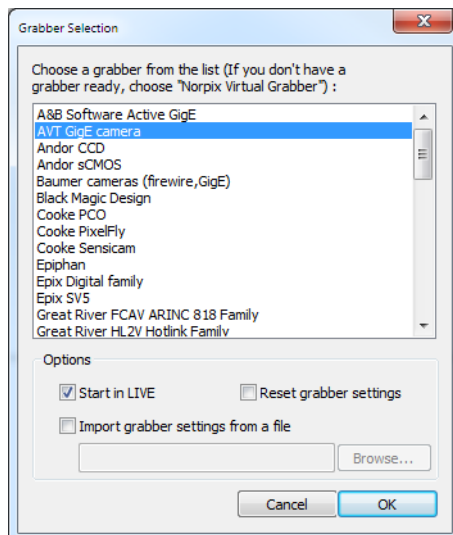 Grabber Selection
Choose a grabber from the list (If you don't have a
grabber ready, choose "Norpix Virtual Grabber") :
A&B Software Active GigE
AVT GigE camera
Andor CCD
Andor sCMOS
Baumer cameras (firewire,GigE)
Black Magic Design
Cooke PCO
Cooke PixelFly
Cooke Sensicam
Epiphan
Epix Digital family
Epix SV5
Great River FCAV ARINC 818 Family
Great River HL2V Hotlink Family
Options
Start in LIVE
Reset grabber settings
Import grabber settings from a file
Browse...
Cancel
OK